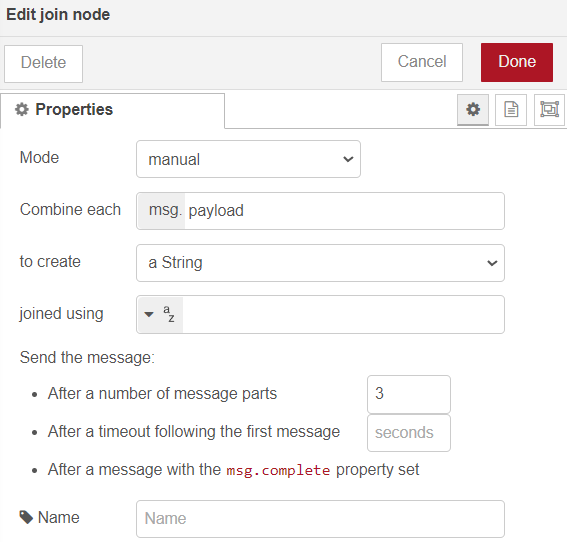 Edit join node
Delete
Cancel
Done
Properties
Mode
manual
Combine each
msg. payload
to create
a String
joined using
az
Send the message:
• After a number of message parts
3
• After a timeout following the first message
seconds
• After a message with the msg.complete property set
Name
Name